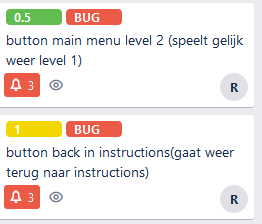 0.5 BUG
button main menu level 2 (speelt gelijk
weer level 1)
3
R
1 BUG
button back in instructions(gaat weer
terug naar instructions)
3
R